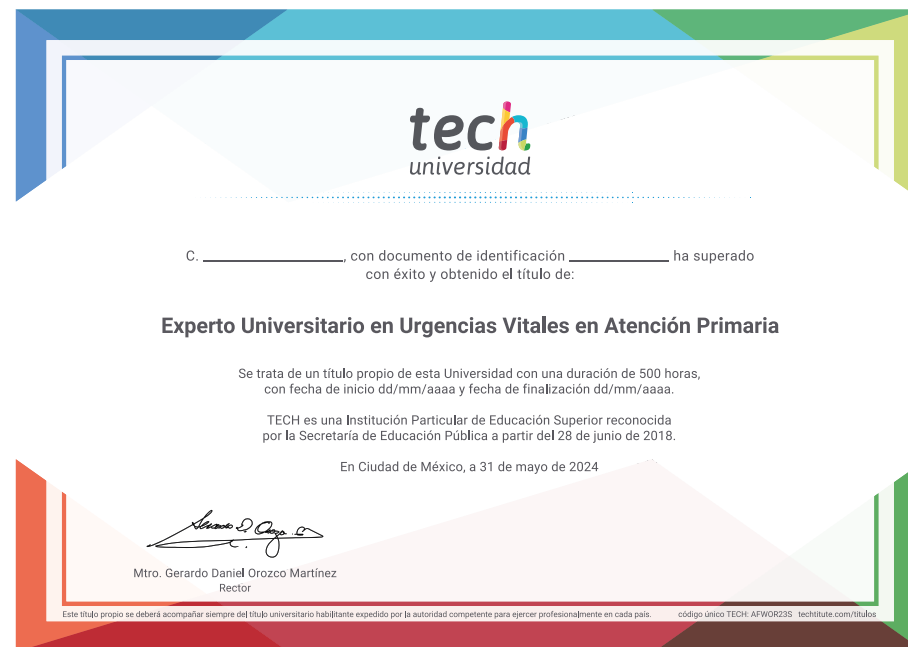 tech
universidad
C. ____________, con documento de identificación ____________ ha superado
con éxito y obtenido el título de:
Experto Universitario en Urgencias Vitales en Atención Primaria
Se trata de un título propio de esta Universidad con una duración de 500 horas,
con fecha de inicio dd/mm/aaaa y fecha de finalización dd/mm/aaaa.
TECH es una Institución Particular de Educación Superior reconocida
por la Secretaría de Educación Pública a partir del 28 de junio de 2018.
En Ciudad de México, a 31 de mayo de 2024
Mtro. Gerardo Daniel Orozco Martínez
Rector
Este título propio se deberá acompañar siempre del título universitario habilitante expedido por la autoridad competente para ejercer profesionalmente en cada país. código único TECH: AFWOR23S techtitute.com/titulos